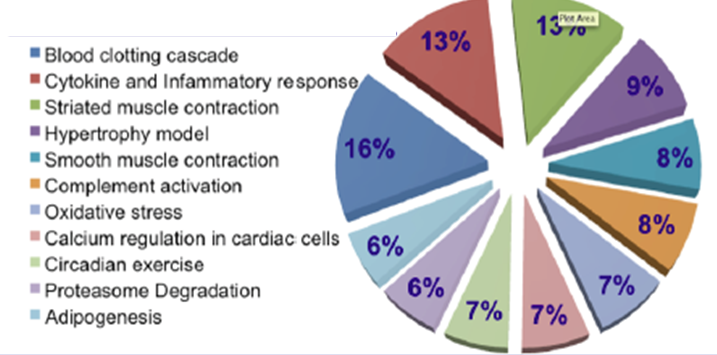 Blood clotting cascade
Cytokine and Infammatory response
Striated muscle contraction
Hypertrophy model
Smooth muscle contraction
Complement activation
Oxidative stress
Calcium regulation in cardiac cells
Circadian exercise
Proteasome Degradation
Adipogenesis
13%
13%
Plot Area
9%
16%
8%
8%
6%
6%
7%
7%
7%